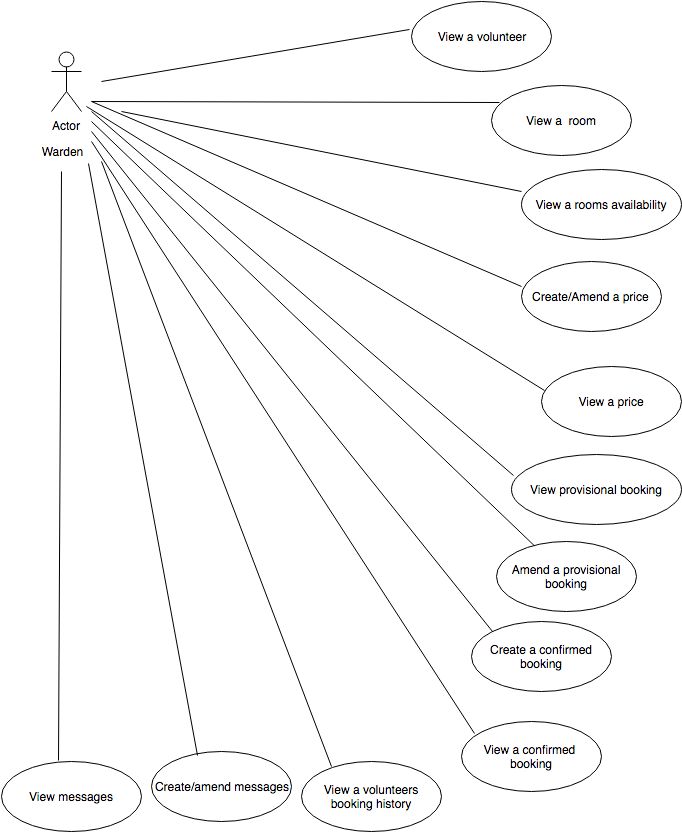 View a volunteer
Actor
Warden
View a  room
View a rooms availability
Create/Amend a price
View a price
View provisional booking
Amend a provisional
booking
Create a confirmed
booking
View a confirmed
booking
View a volunteers
booking history
Create/amend messages
View messages